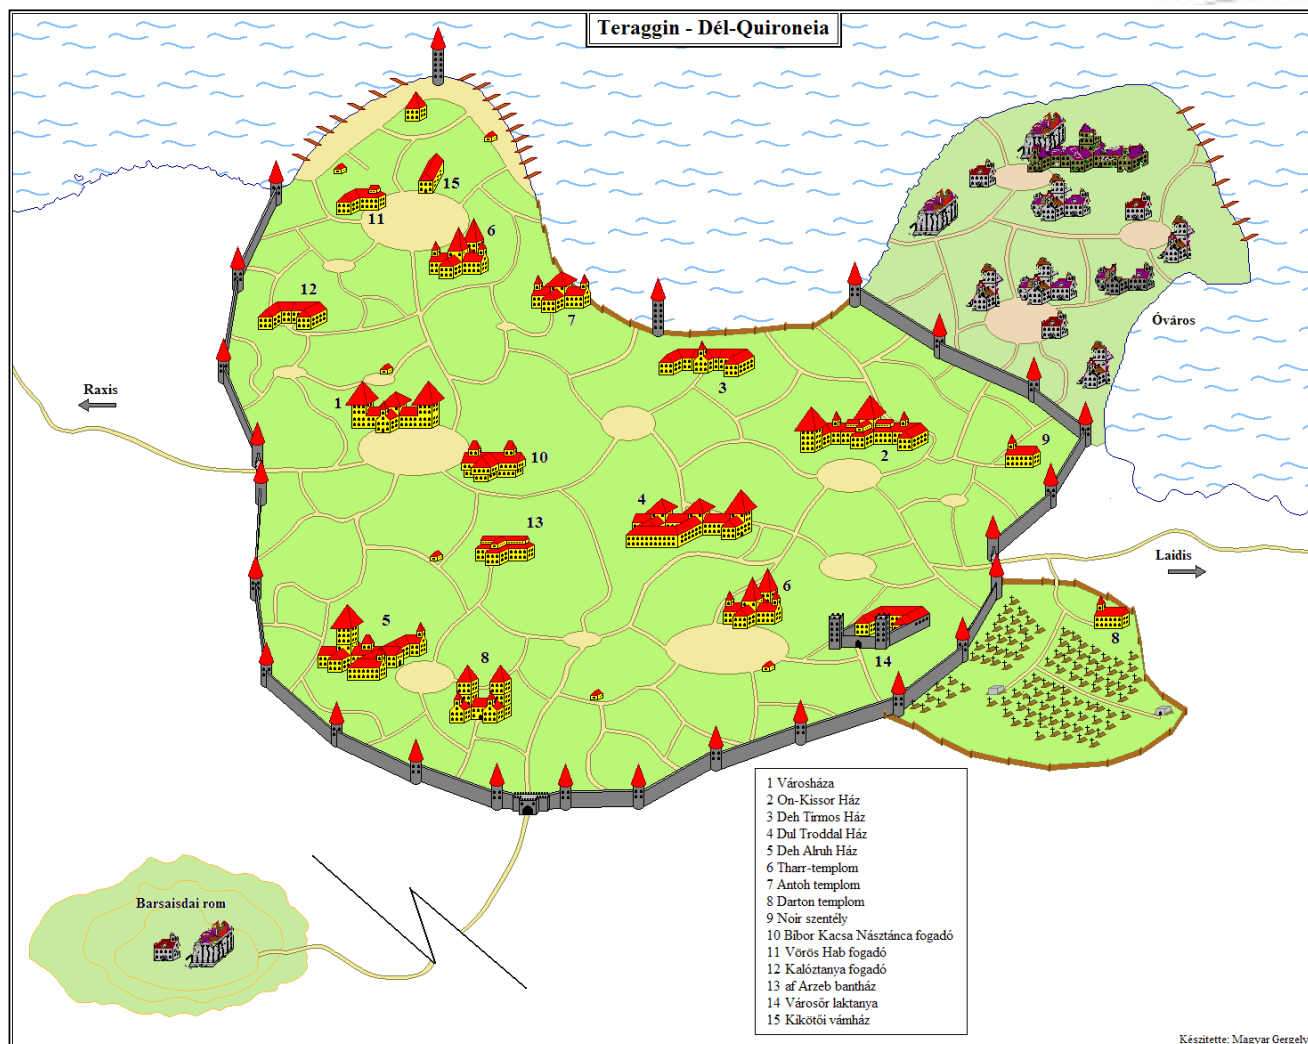 Teraggin - Dél-Quironeia
15
11
6
12
7
Óváros
3
Raxis
1
9
2
10
4
13
Laidis
6
5
8
14
8
1 Városháza
2 On-Kissor Ház
3 Deh Tirmos Ház
4 Dul Troddal Ház
5 Deh Alruh Ház
6 Tharr-templom
7 Antoh templom
8 Darton templom
9 Noir szentély
10 Bíbor Kacsa Násztánca fogadó
11 Vörös Hab fogadó
12 Kalóztanya fogadó
13 af Arzeb bantház
14 Városőr laktanya
15 Kikötői vámház
Barsaisdai rom
Készítette: Magyar Gergely